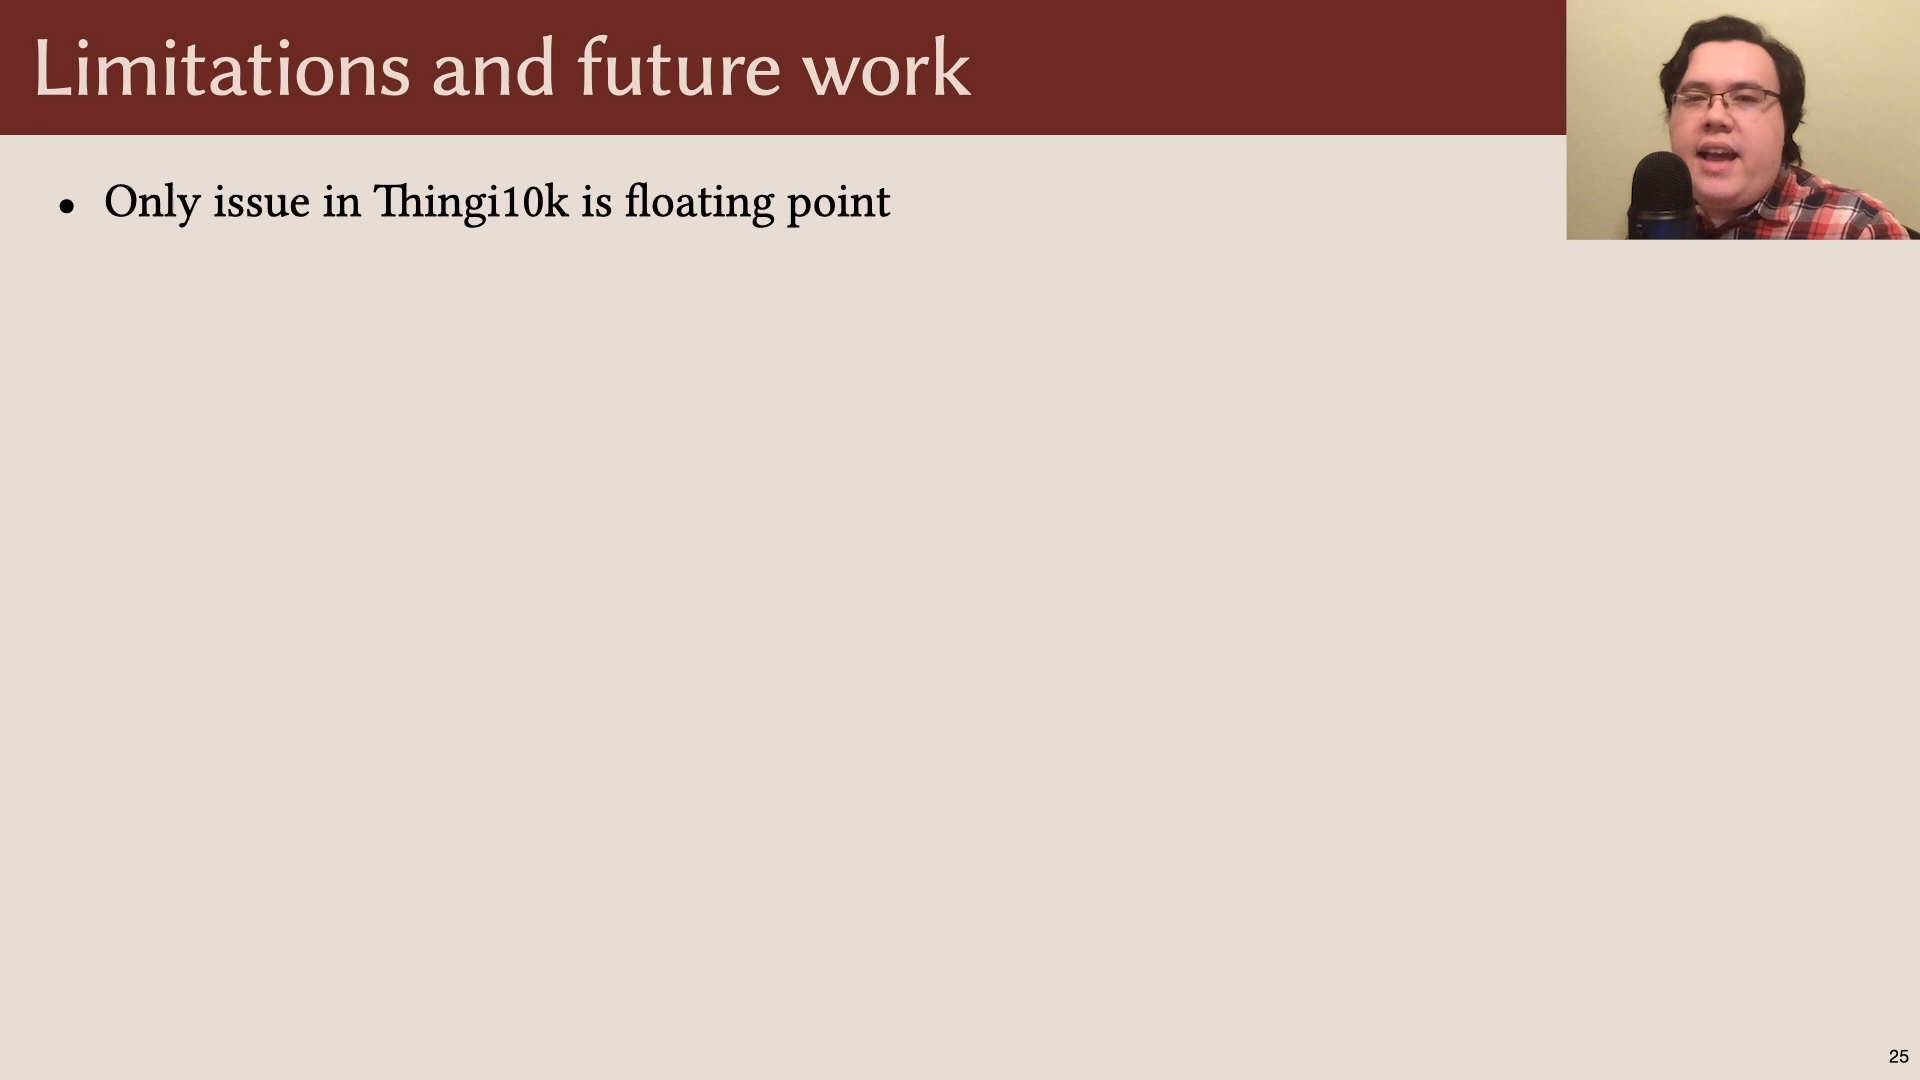 Limitations and future work
• Only issue in Thingi10k is floating point
25